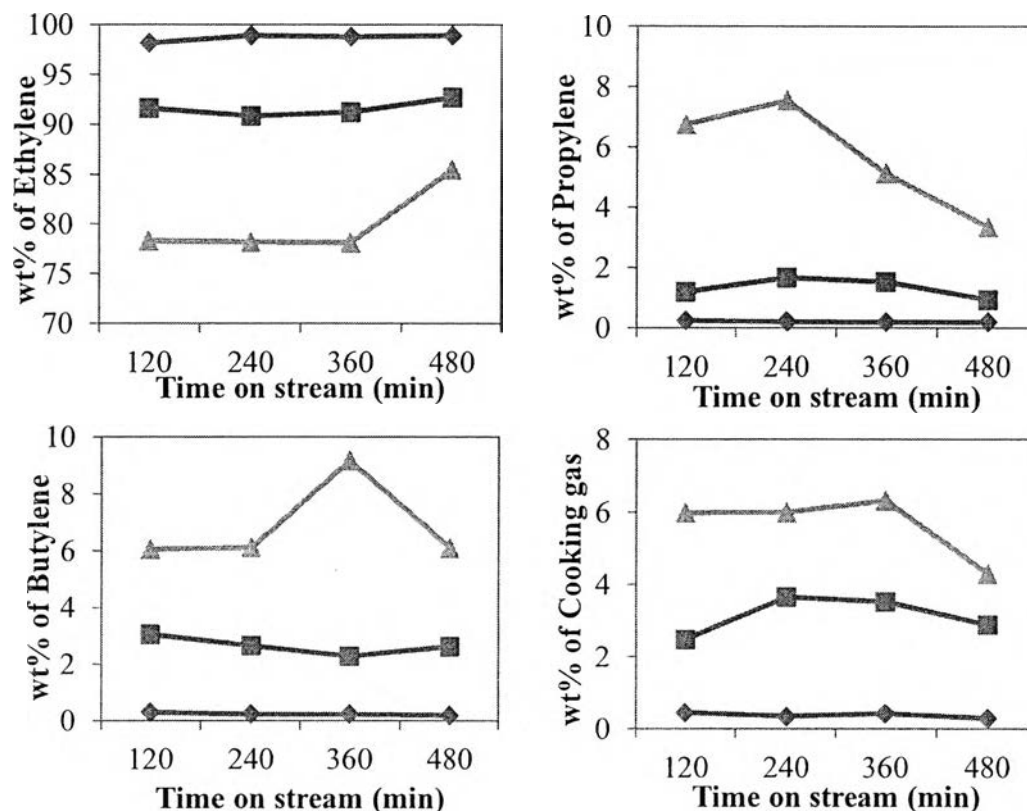 wt% of Ethylene
100
95
90
85
80
75
70
120 240 360 480
Time on stream (min)
wt% of Propylene
10
8
6
4
2
0
120 240 360 480
Time on stream (min)
wt% of Butylene
10
8
6
4
2
0
120 240 360 480
Time on stream (min)
wt% of Cooking gas
8
6
4
2
0
120 240 360 480
Time on stream (min)